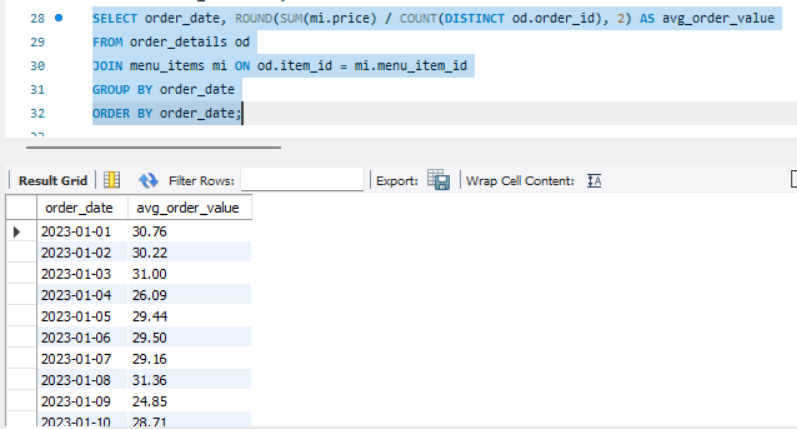 28 SELECT order_date, ROUND(SUM(mi.price) / COUNT(DISTINCT od.order_id), 2) AS avg_order_value
29 FROM order_details od
30 JOIN menu_items mi ON od.item_id = mi.menu_item_id
31 GROUP BY order_date
32 ORDER BY order_date;
33
Result Grid Filter Rows: Export: Wrap Cell Content: IA
order_date avg_order_value
2023-01-01 30.76
2023-01-02 30.22
2023-01-03 31.00
2023-01-04 26.09
2023-01-05 29.44
2023-01-06 29.50
2023-01-07 29.16
2023-01-08 31.36
2023-01-09 24.85
2023-01-10 28.71